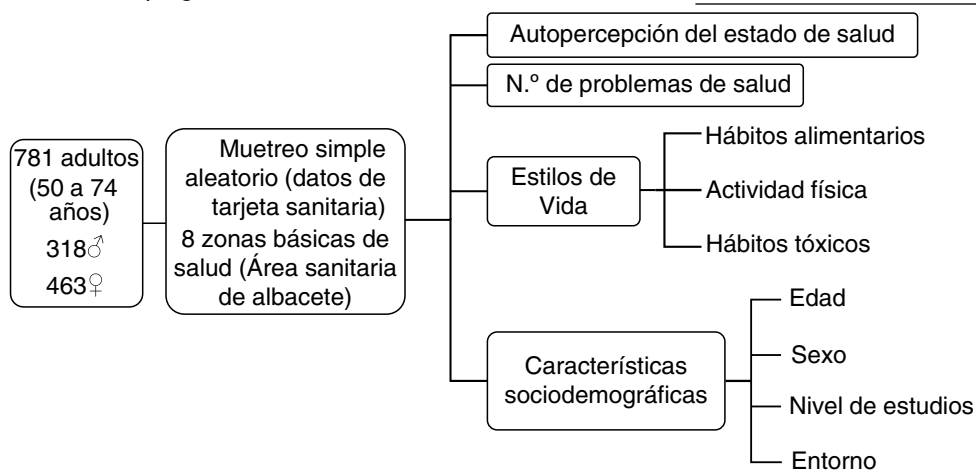 781 adultos
(50 a 74
años)
318♂
463♀
Muetreo simple
aleatorio (datos de
tarjeta sanitaria)
8 zonas básicas de
salud (Área sanitaria
de albacete)
Autopercepción del estado de salud
N.º de problemas de salud
Estilos de
Vida
Hábitos alimentarios
Actividad física
Hábitos tóxicos
Características
sociodemográficas
Edad
Sexo
Nivel de estudios
Entorno